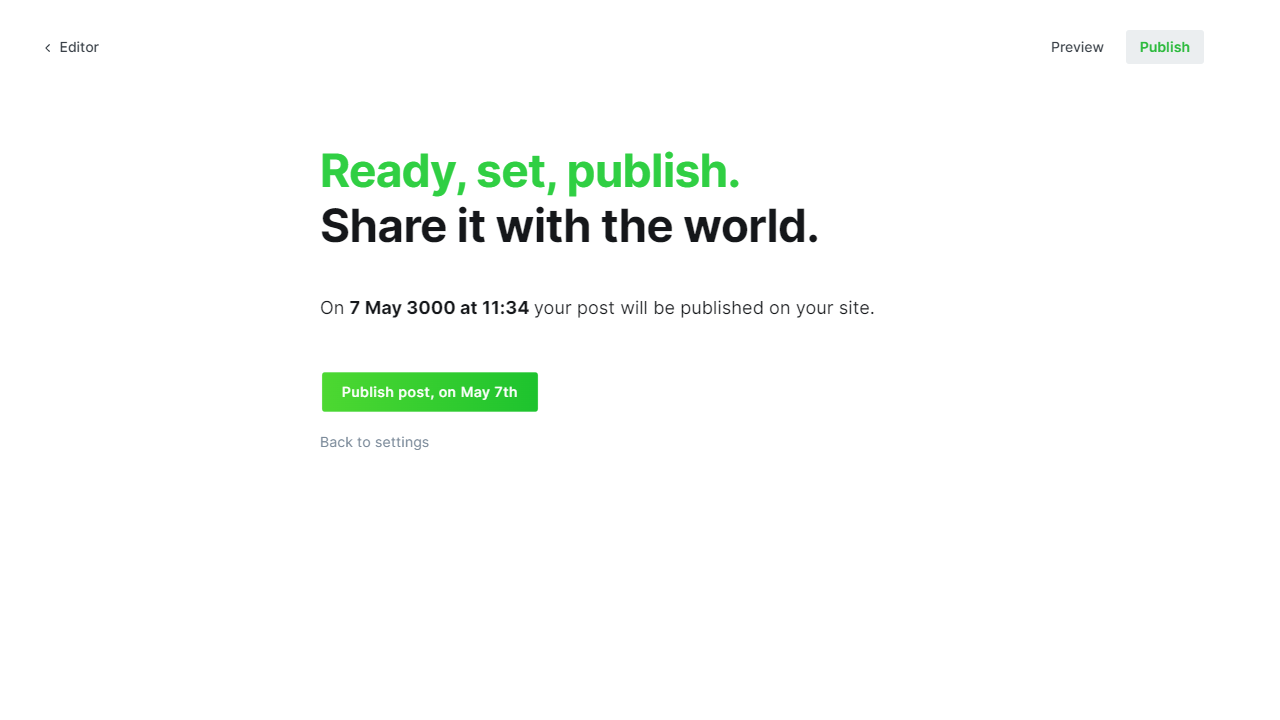 Editor
Preview
Publish
Ready, set, publish.
Share it with the world.
On 7 May 3000 at 11:34 your post will be published on your site.
Publish post, on May 7th
Back to settings